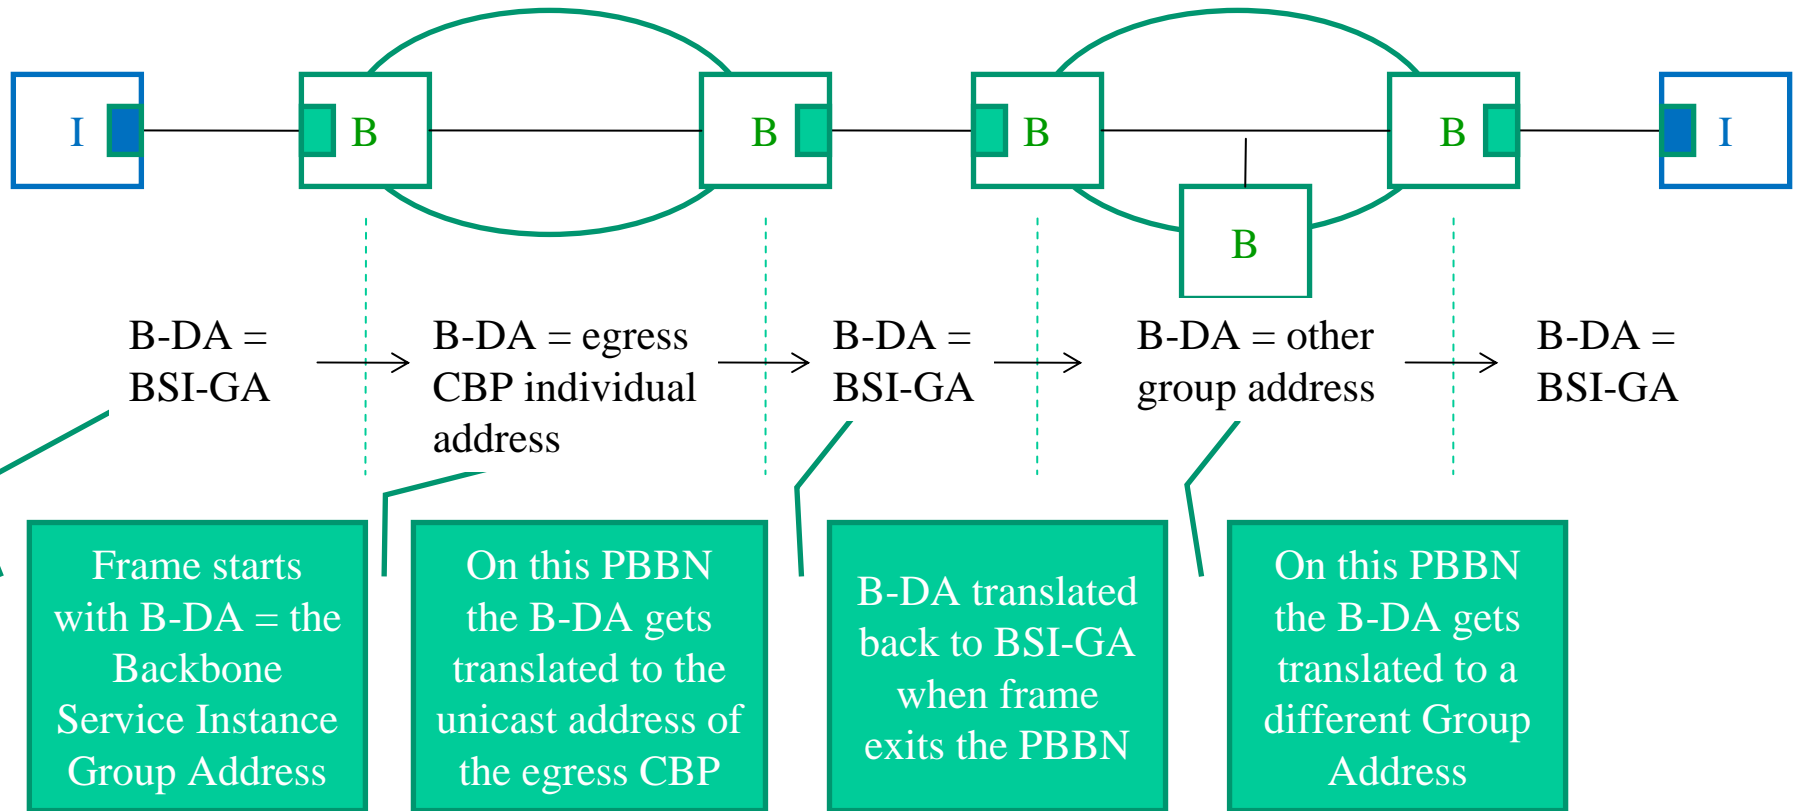 I
B
B
B
B
I
B
B-DA =
BSI-GA
B-DA = egress
CBP individual
address
B-DA =
BSI-GA
B-DA = other
group address
B-DA =
BSI-GA
Frame starts
with B-DA = the
Backbone
Service Instance
Group Address
On this PBBN
the B-DA gets
translated to the
unicast address of
the egress CBP
B-DA translated
back to BSI-GA
when frame
exits the PBBN
On this PBBN
the B-DA gets
translated to a
different Group
Address